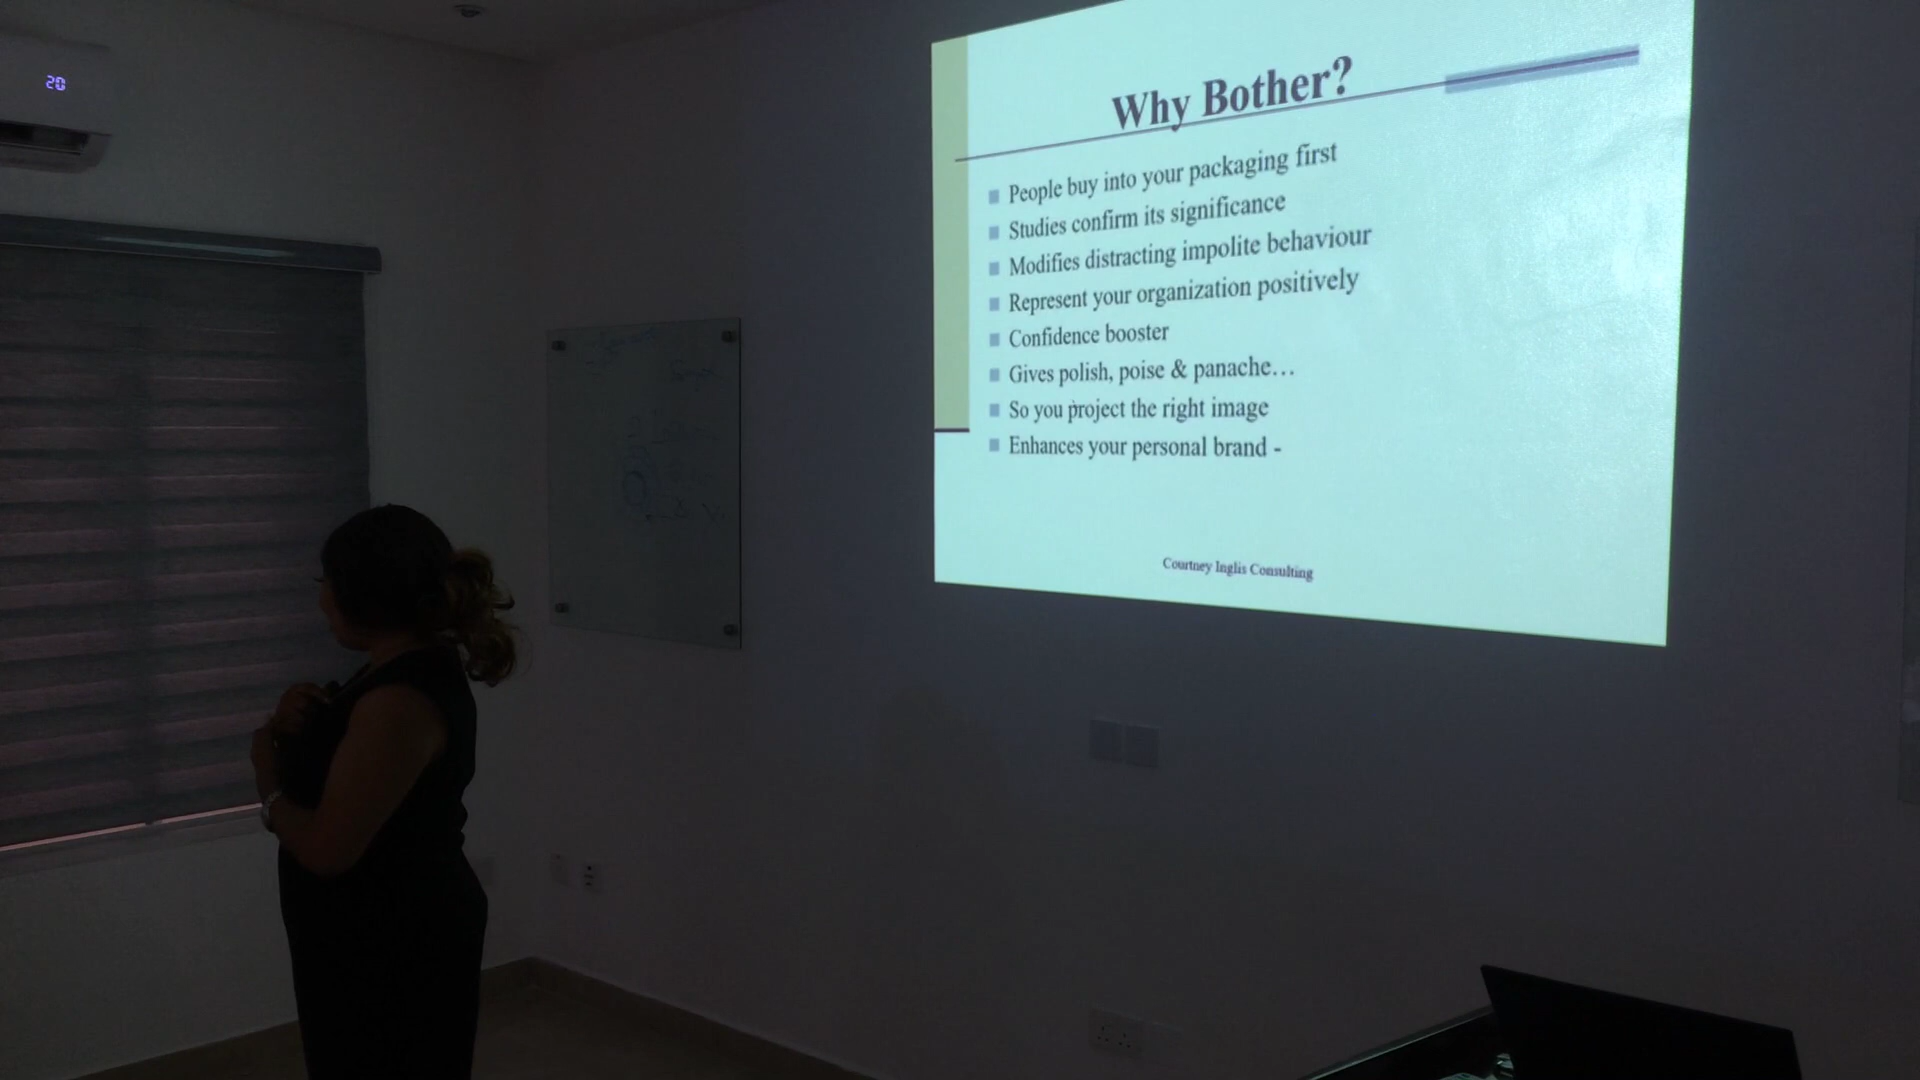 20
Why Bother?
People buy into your packaging first
Studies confirm its significance
Modifies distracting impolite behaviour
Represent your organization positively
Confidence booster
Gives polish, poise & panache…
So you project the right image
Enhances your personal brand -
Courtney Inglis Consulting